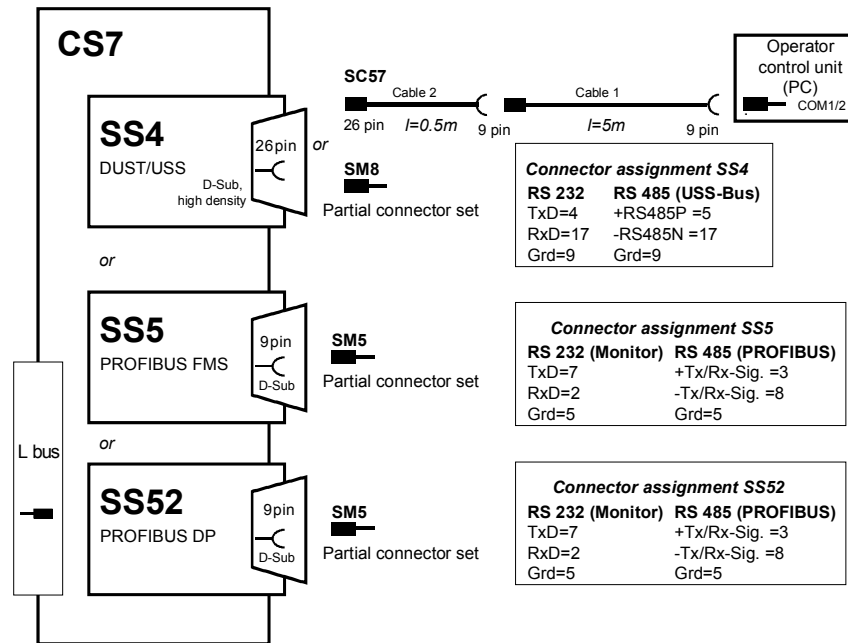 CS7
SS4
DUST/USS
26pin
D-Sub,
high density
or
SC57
Cable 2
26 pin
l=0.5m
9 pin
Cable 1
l=5m
9 pin
Operator
control unit
(PC)
COM1/2
SM8
Partial connector set
Connector assignment SS4
RS 232 RS 485 (USS-Bus)
TxD=4 +RS485P =5
RxD=17 -RS485N =17
Grd=9 Grd=9
or
SS5
PROFIBUS FMS
9pin
D-Sub
SM5
Partial connector set
Connector assignment SS5
RS 232 (Monitor) RS 485 (PROFIBUS)
TxD=7 +Tx/Rx-Sig. =3
RxD=2 -Tx/Rx-Sig. =8
Grd=5 Grd=5
or
L bus
SS52
PROFIBUS DP
9pin
D-Sub
SM5
Partial connector set
Connector assignment SS52
RS 232 (Monitor) RS 485 (PROFIBUS)
TxD=7 +Tx/Rx-Sig. =3
RxD=2 -Tx/Rx-Sig. =8
Grd=5 Grd=5